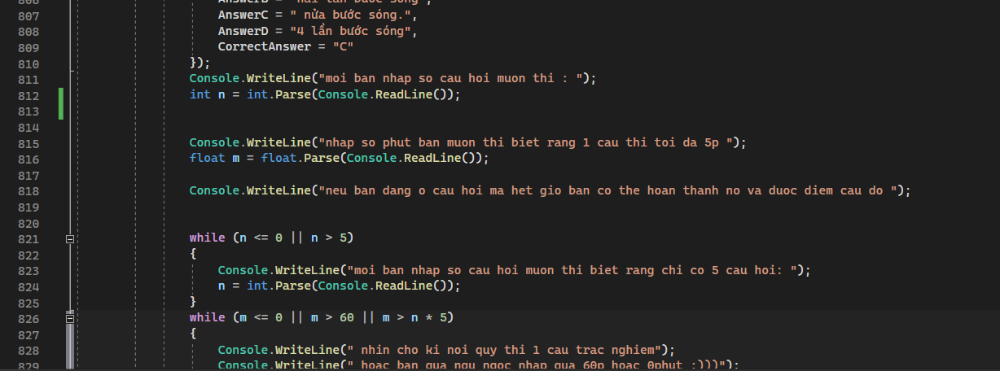 806 AnswerB = "hai lần bước sóng",
807 AnswerC = " nửa bước sóng.",
808 AnswerD = "4 lần bước sóng",
809 CorrectAnswer = "C"
810 });
811 Console.WriteLine("moi ban nhap so cau hoi muon thi : ");
812 int n = int.Parse(Console.ReadLine());
813
814
815 Console.WriteLine("nhap so phut ban muon thi biet rang 1 cau thi toi da 5p ");
816 float m = float.Parse(Console.ReadLine());
817
818 Console.WriteLine("neu ban dang o cau hoi ma het gio ban co the hoan thanh no va duoc diem cau do ");
819
820
821 while (n <= 0 || n > 5)
822 {
823 Console.WriteLine("moi ban nhap so cau hoi muon thi biet rang chi co 5 cau hoi: ");
824 n = int.Parse(Console.ReadLine());
825 }
826 while (m <= 0 || m > 60 || m > n * 5)
827 {
828 Console.WriteLine(" nhin cho ki noi quy thi 1 cau trac nghiem");
829 Console.WriteLine(" hoac ban qua ngu ngoc nhap qua 60p hoac 0phut :)))");